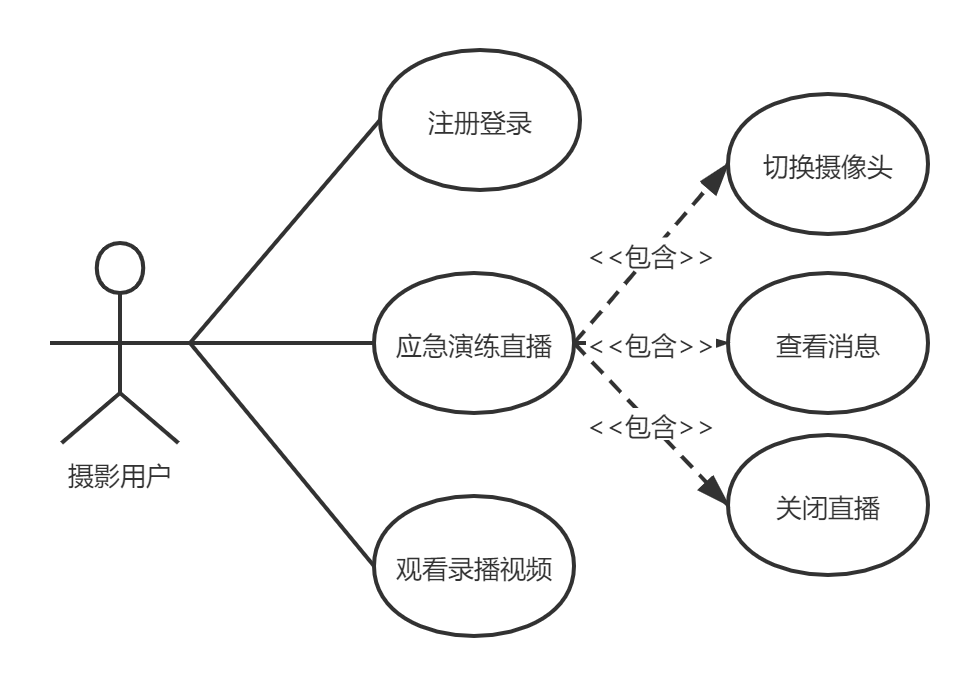 注册登录
切换摄像头
<<包含>>
应急演练直播
<<包含>>
查看消息
<<包含>>
摄影用户
关闭直播
观看录播视频